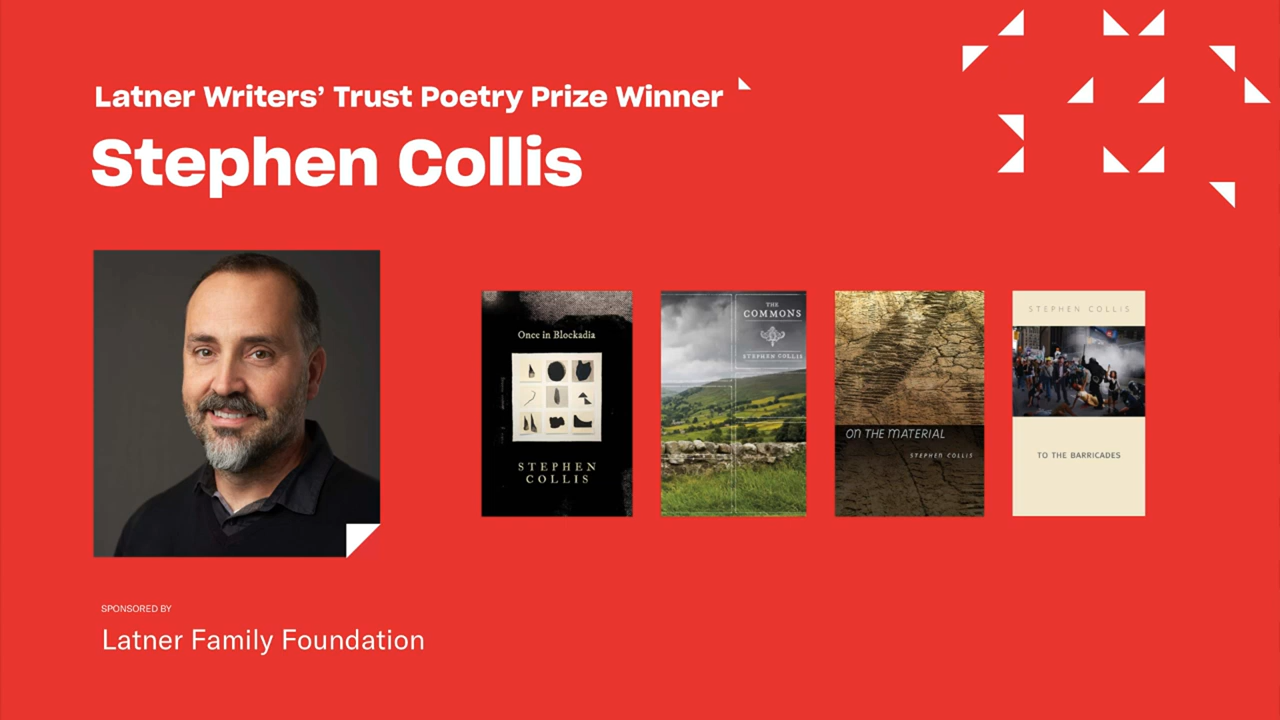 Latner Writers’ Trust Poetry Prize Winner
Stephen Collis
Once in Blockadia
STEPHEN
COLLIS
THE
COMMONS
STEPHEN COLLIS
ON THE MATERIAL
STEPHEN COLLIS
STEPHEN COLLIS
TO THE BARRICADES
SPONSORED BY
Latner Family Foundation